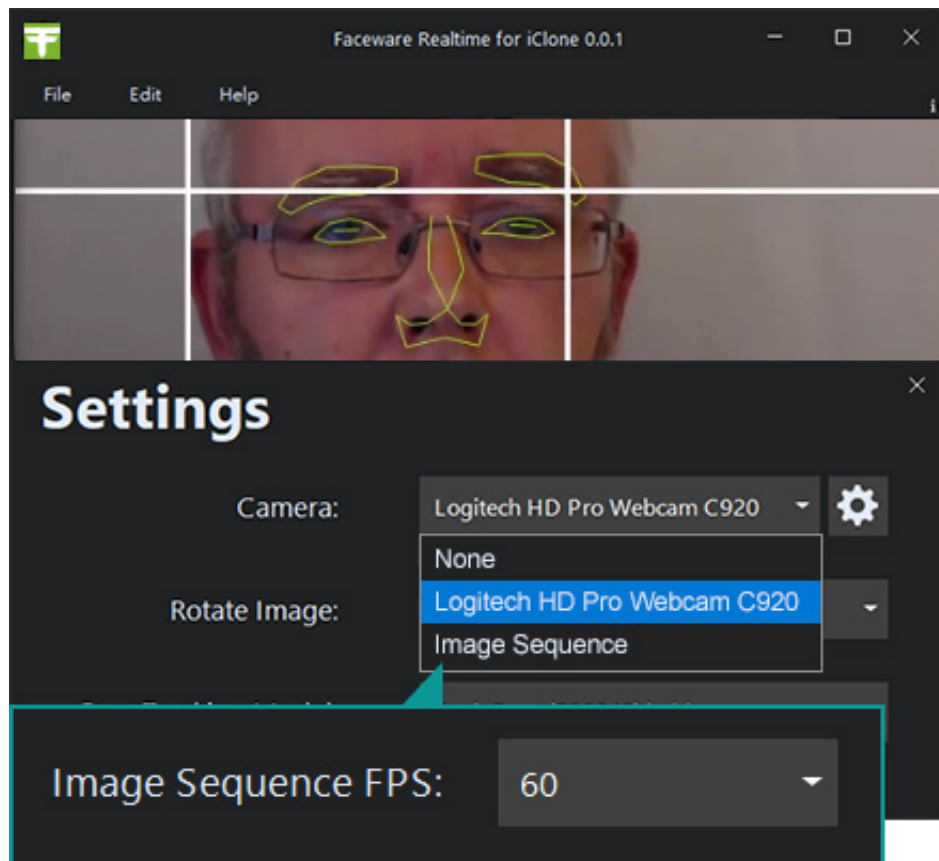 Faceware Realtime for iClone 0.0.1
File Edit Help
i
Settings
Camera: Logitech HD Pro Webcam C920
None
Rotate Image: Logitech HD Pro Webcam C920
Image Sequence
Image Sequence FPS: 60